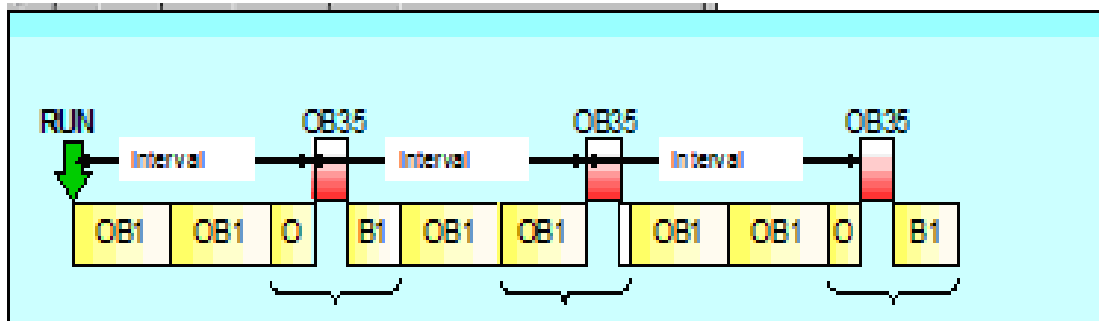 RUN OB35 OB35 OB35
Interval Interval Interval
OB1 OB1 O B1 OB1 OB1 OB1 OB1 O B1